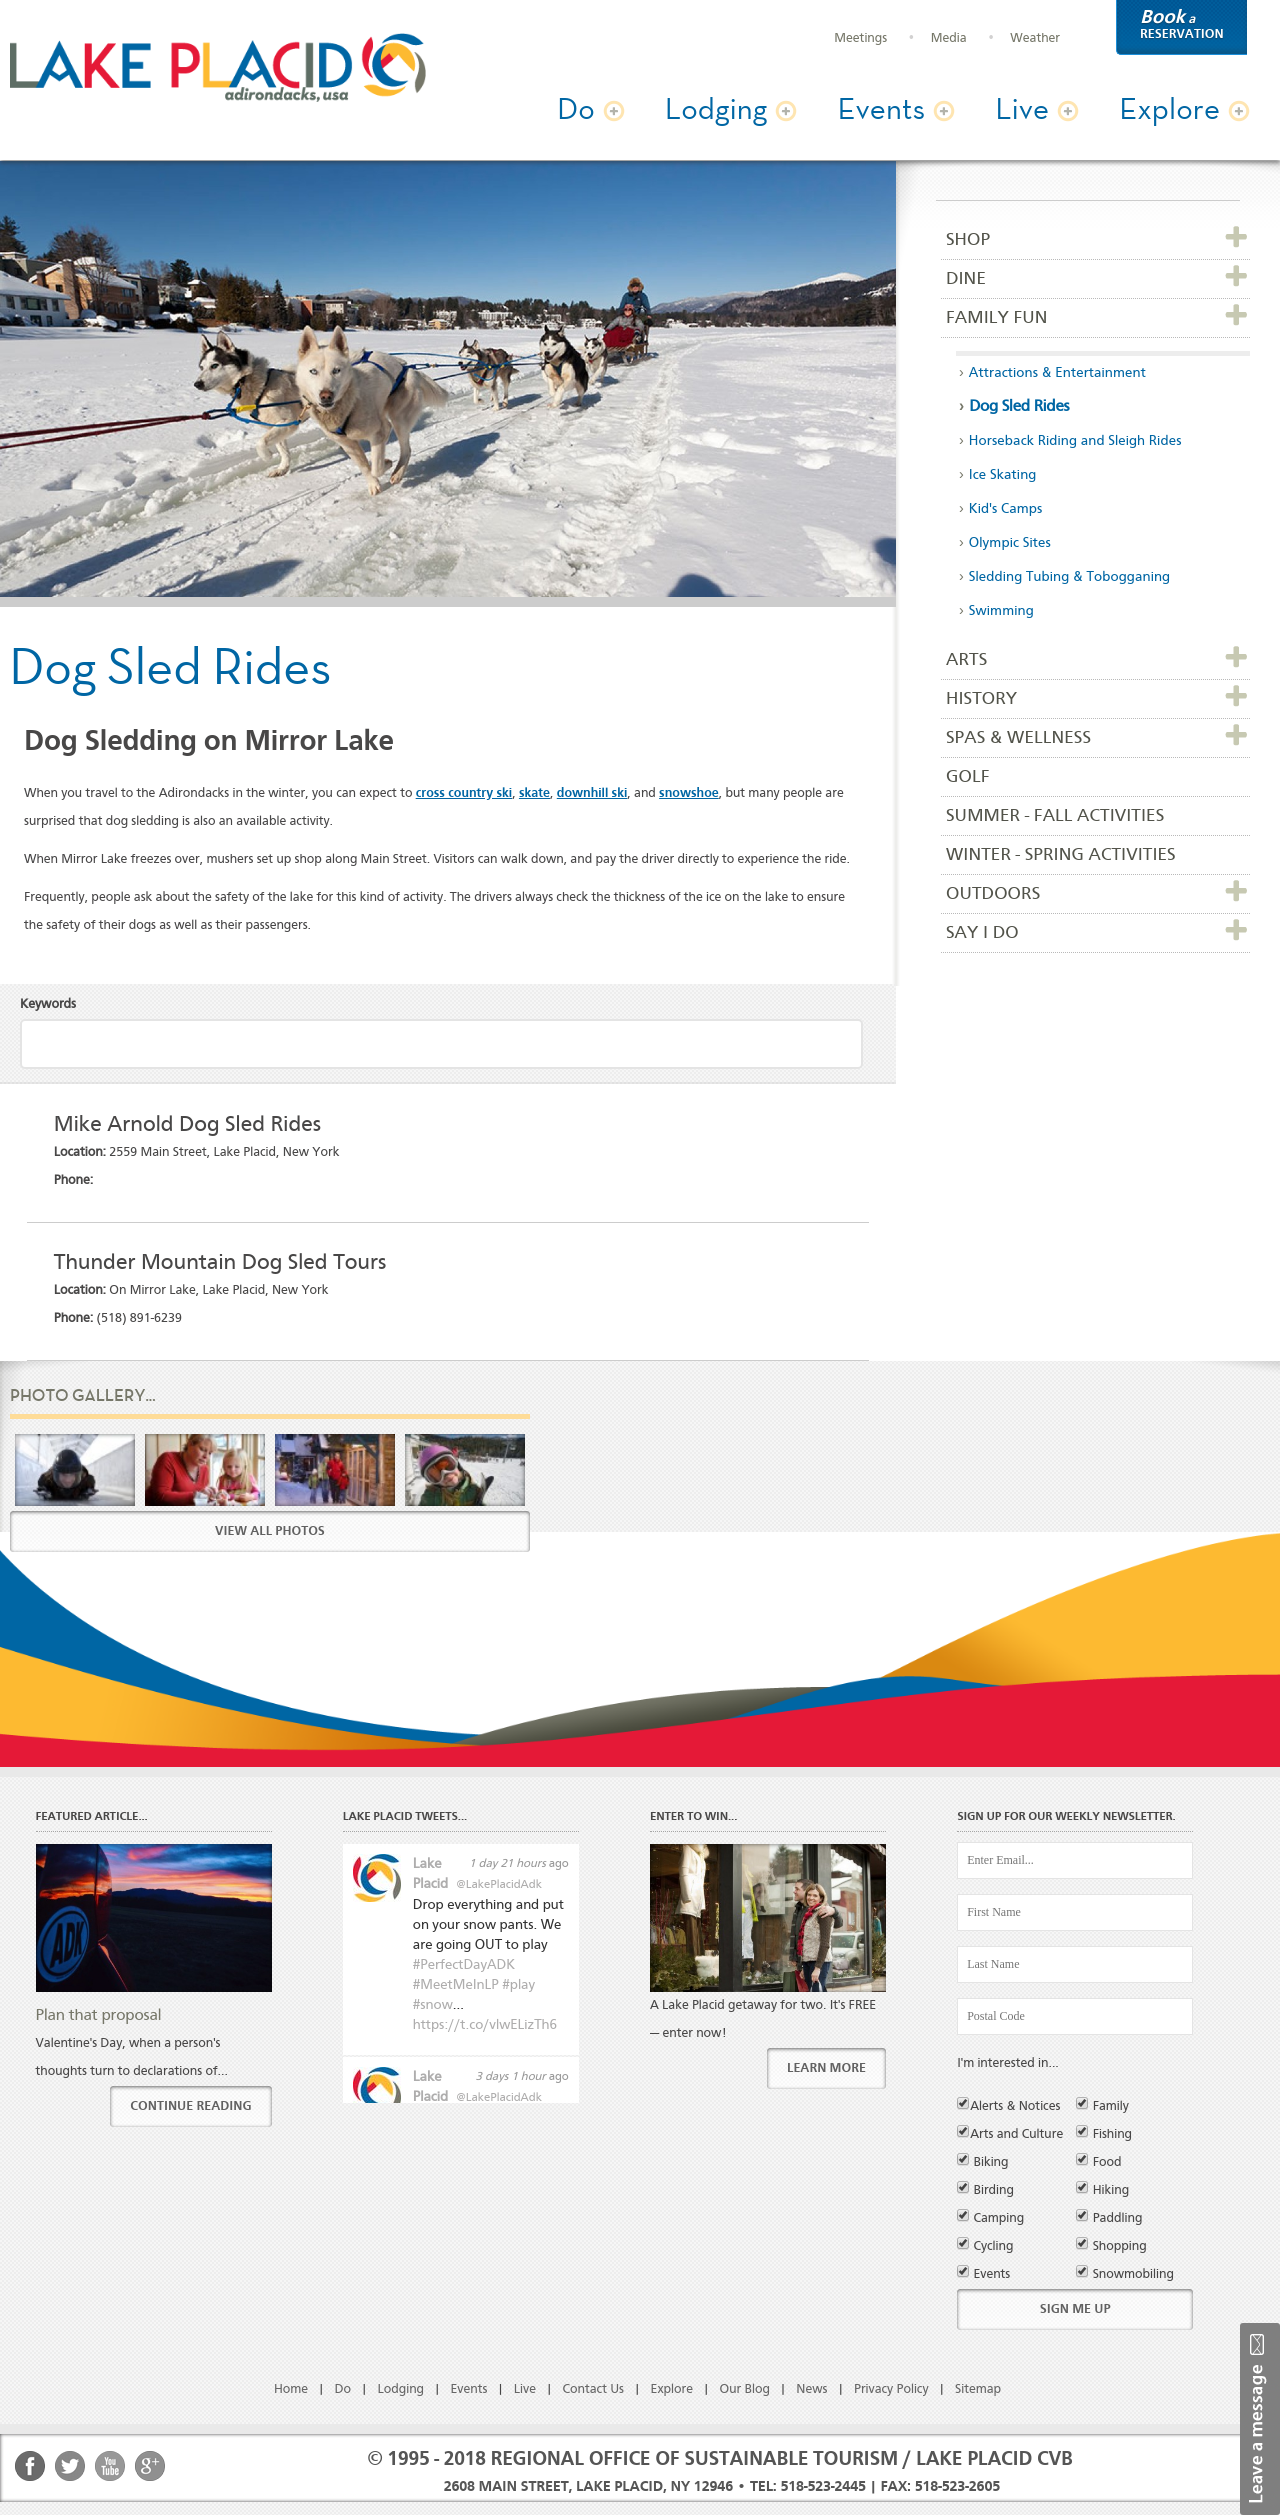 LAKE PLACID
adirondacks, usa
Meetings • Media • Weather
Book a
RESERVATION
Do Lodging Events Live Explore
SHOP
DINE
FAMILY FUN
› Attractions & Entertainment
› Dog Sled Rides
› Horseback Riding and Sleigh Rides
› Ice Skating
› Kid's Camps
› Olympic Sites
› Sledding Tubing & Tobogganing
› Swimming
ARTS
HISTORY
SPAS & WELLNESS
GOLF
SUMMER - FALL ACTIVITIES
WINTER - SPRING ACTIVITIES
OUTDOORS
SAY I DO
Dog Sled Rides
Dog Sledding on Mirror Lake
When you travel to the Adirondacks in the winter, you can expect to cross country ski, skate, downhill ski, and snowshoe, but many people are
surprised that dog sledding is also an available activity.
When Mirror Lake freezes over, mushers set up shop along Main Street. Visitors can walk down, and pay the driver directly to experience the ride.
Frequently, people ask about the safety of the lake for this kind of activity. The drivers always check the thickness of the ice on the lake to ensure
the safety of their dogs as well as their passengers.
Keywords
Mike Arnold Dog Sled Rides
Location: 2559 Main Street, Lake Placid, New York
Phone:
Thunder Mountain Dog Sled Tours
Location: On Mirror Lake, Lake Placid, New York
Phone: (518) 891-6239
PHOTO GALLERY...
VIEW ALL PHOTOS
FEATURED ARTICLE...
ADK
Plan that proposal
Valentine's Day, when a person's
thoughts turn to declarations of...
CONTINUE READING
LAKE PLACID TWEETS...
Lake 1 day 21 hours ago
Placid @LakePlacidAdk
Drop everything and put
on your snow pants. We
are going OUT to play
#PerfectDayADK
#MeetMeInLP #play
#snow...
https://t.co/vlwELizTh6
Lake 3 days 1 hour ago
Placid @LakePlacidAdk
ENTER TO WIN...
A Lake Placid getaway for two. It's FREE
— enter now!
LEARN MORE
SIGN UP FOR OUR WEEKLY NEWSLETTER.
Enter Email...
First Name
Last Name
Postal Code
I'm interested in...
Alerts & Notices Family
Arts and Culture Fishing
Biking Food
Birding Hiking
Camping Paddling
Cycling Shopping
Events Snowmobiling
SIGN ME UP
Home | Do | Lodging | Events | Live | Contact Us | Explore | Our Blog | News | Privacy Policy | Sitemap
f You Tube g+
© 1995 - 2018 REGIONAL OFFICE OF SUSTAINABLE TOURISM / LAKE PLACID CVB
2608 MAIN STREET, LAKE PLACID, NY 12946 • TEL: 518-523-2445 | FAX: 518-523-2605
Leave a message